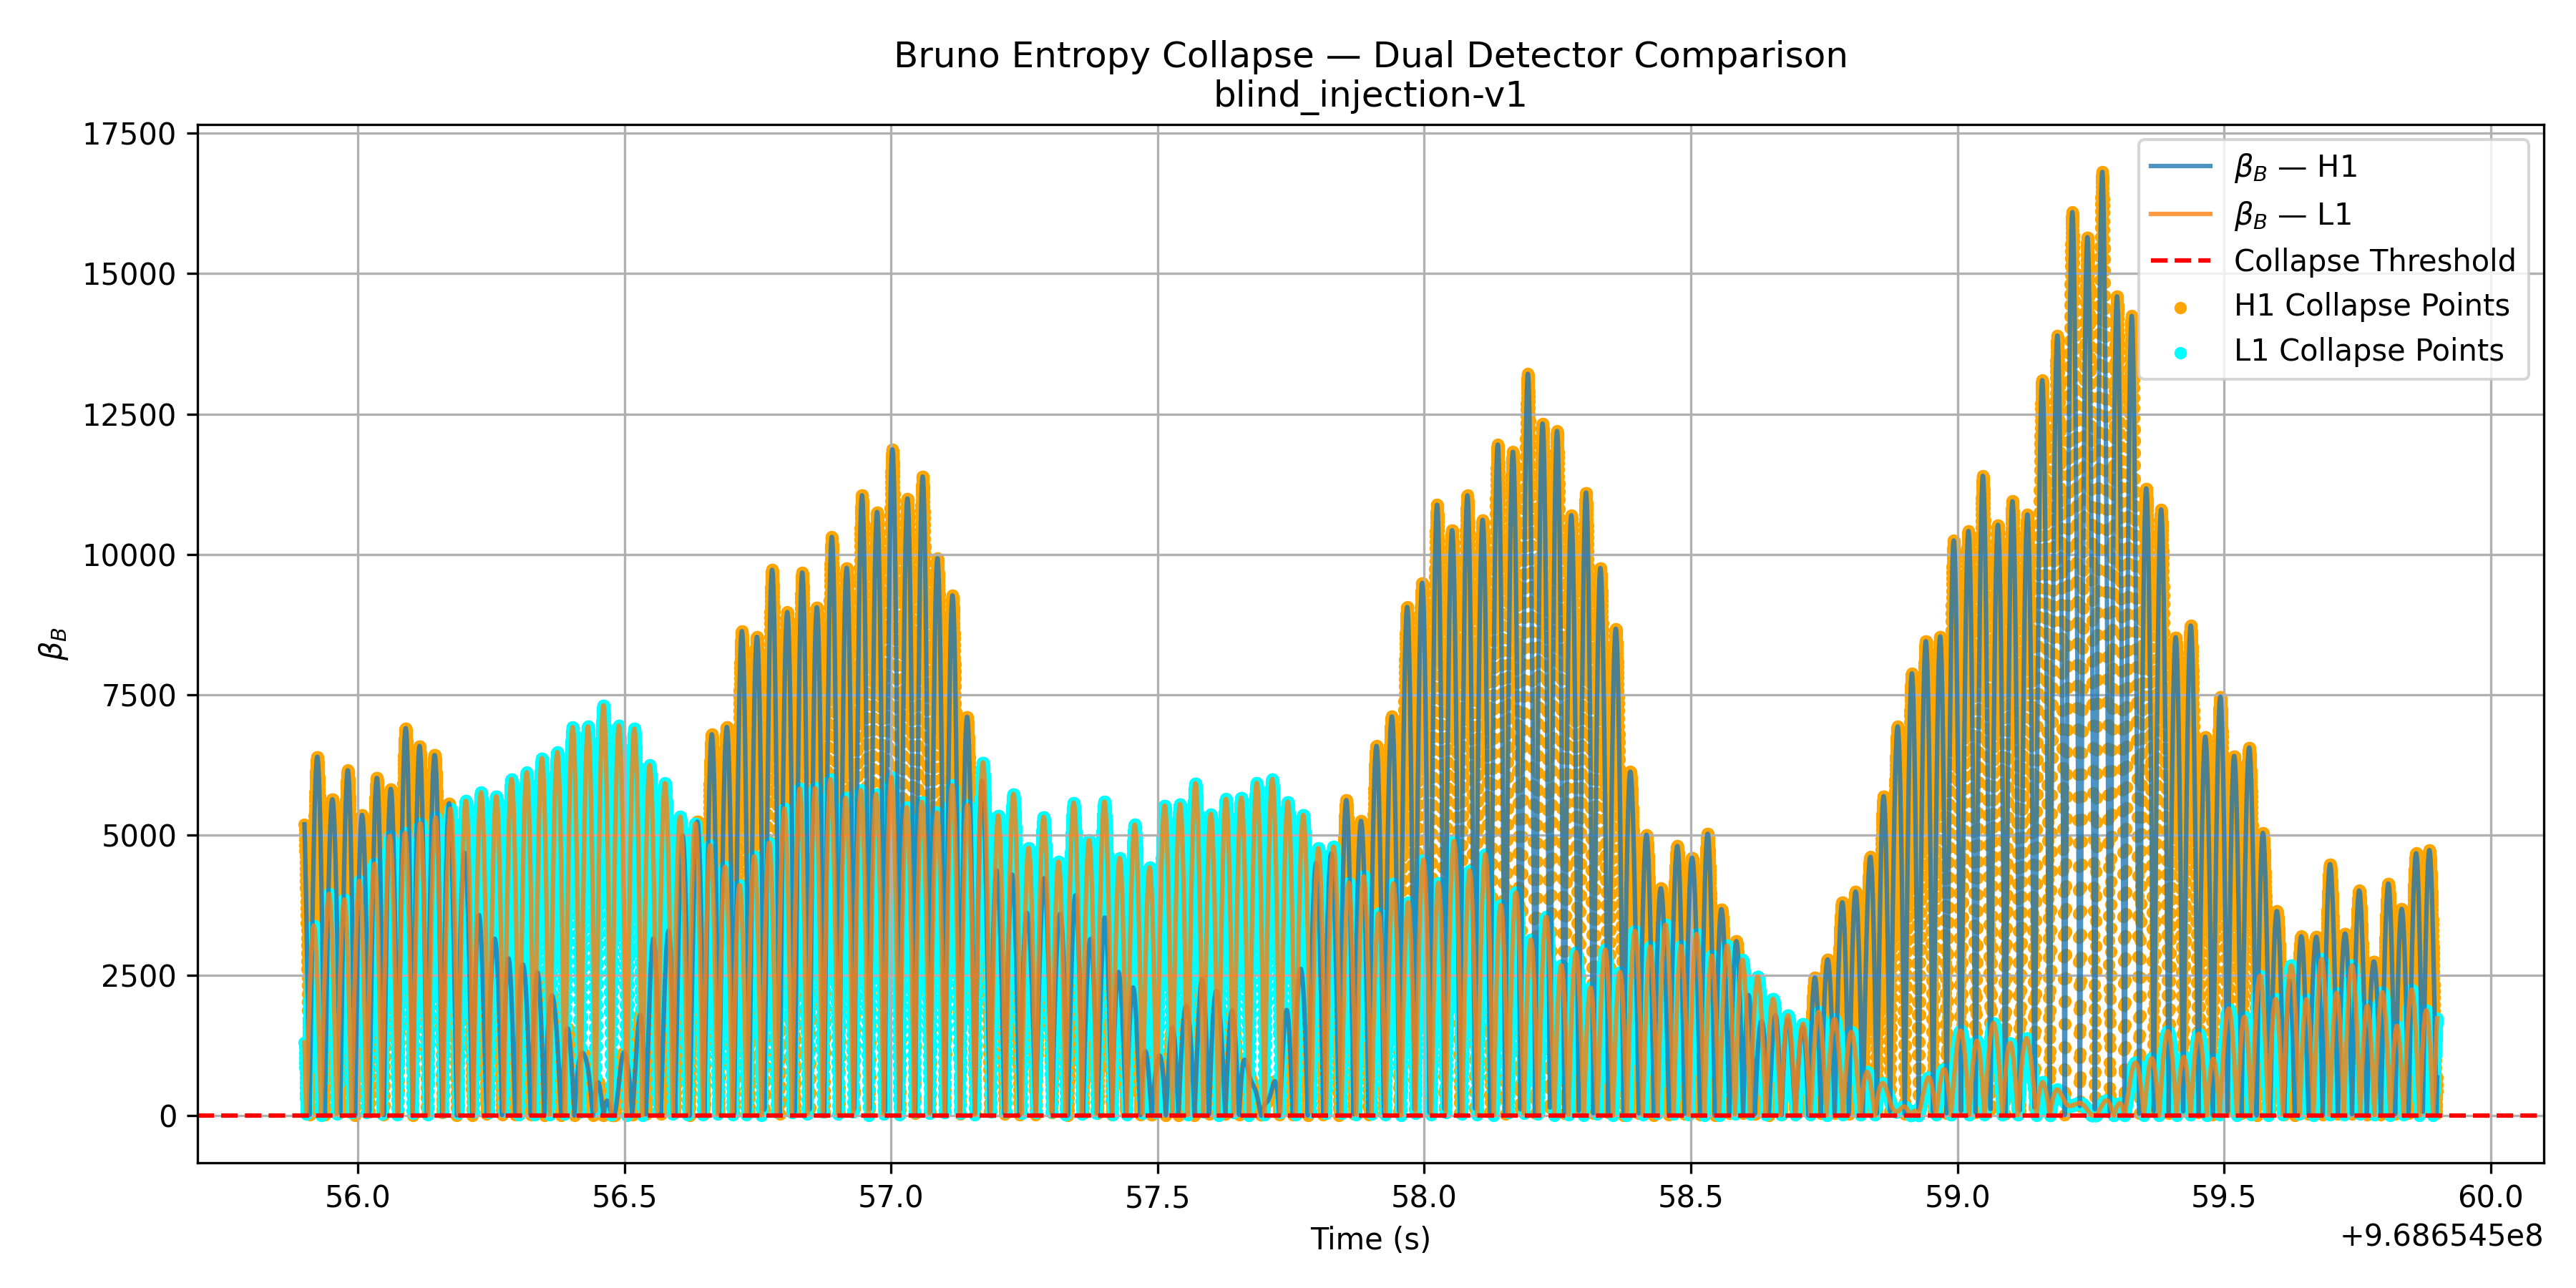 Bruno Entropy Collapse — Dual Detector Comparison
blind_injection-v1
17500
15000
12500
10000
7500
5000
2500
0
β_B
β_B — H1
β_B — L1
Collapse Threshold
H1 Collapse Points
L1 Collapse Points
56.0 56.5 57.0 57.5 58.0 58.5 59.0 59.5 60.0
Time (s)
+9.686545e8